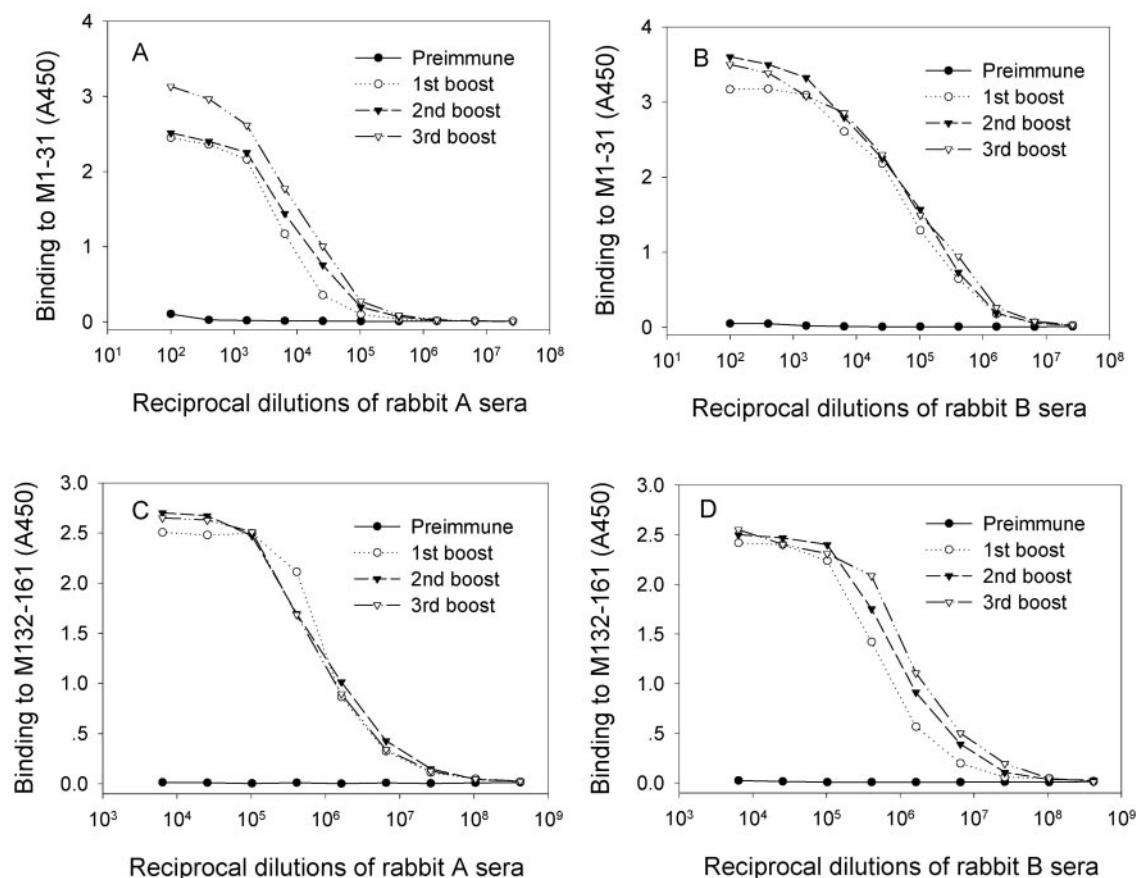 A
Preimmune
1st boost
2nd boost
3rd boost
Binding to M1-31 (A450)
4
3
2
1
0
10¹ 10² 10³ 10⁴ 10⁵ 10⁶ 10⁷ 10⁸
Reciprocal dilutions of rabbit A sera
B
Preimmune
1st boost
2nd boost
3rd boost
Binding to M1-31 (A450)
4
3
2
1
0
10¹ 10² 10³ 10⁴ 10⁵ 10⁶ 10⁷ 10⁸
Reciprocal dilutions of rabbit B sera
C
Preimmune
1st boost
2nd boost
3rd boost
Binding to M132-161 (A450)
3.0
2.5
2.0
1.5
1.0
.5
0.0
10³ 10⁴ 10⁵ 10⁶ 10⁷ 10⁸ 10⁹
Reciprocal dilutions of rabbit A sera
D
Preimmune
1st boost
2nd boost
3rd boost
Binding to M132-161 (A450)
3.0
2.5
2.0
1.5
1.0
.5
0.0
10³ 10⁴ 10⁵ 10⁶ 10⁷ 10⁸ 10⁹
Reciprocal dilutions of rabbit B sera